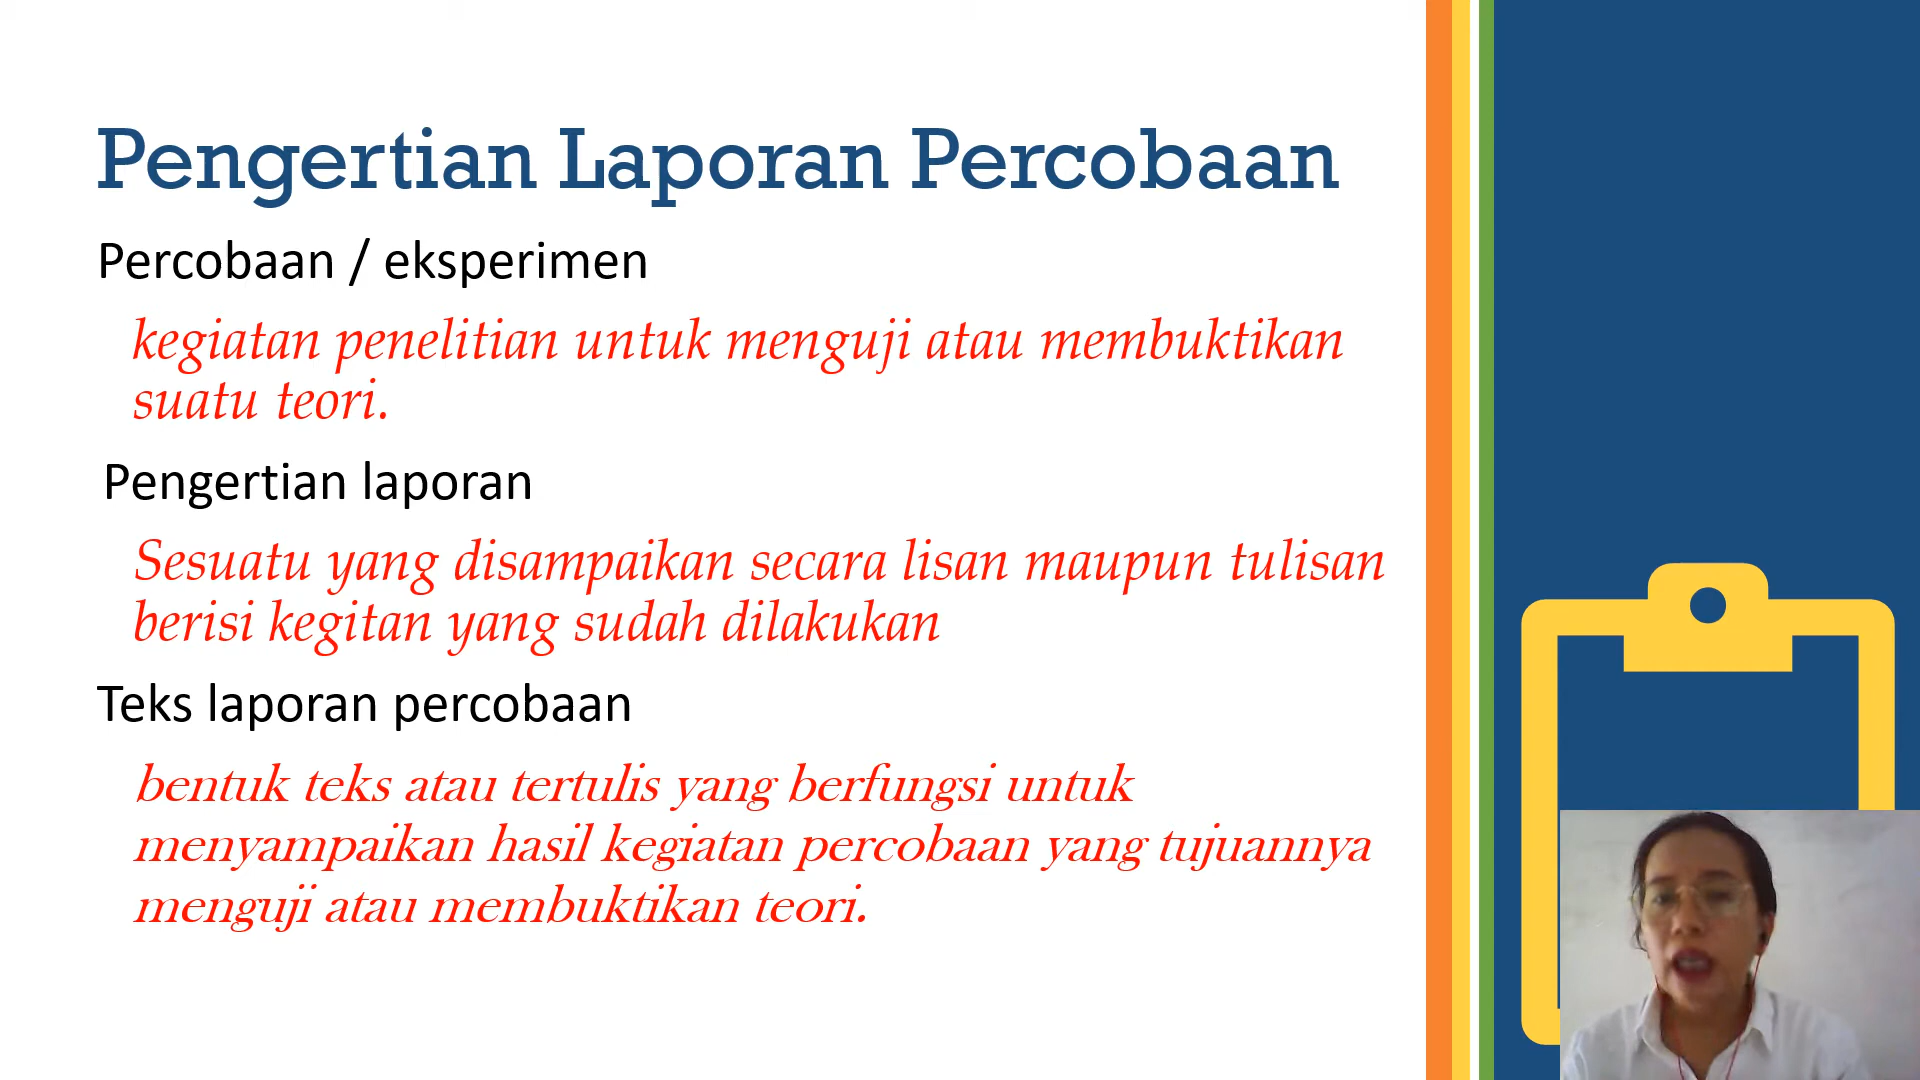 Pengertian Laporan Percobaan
Percobaan / eksperimen
kegiatan penelitian untuk menguji atau membuktikan
suatu teori.
Pengertian laporan
Sesuatu yang disampaikan secara lisan maupun tulisan
berisi kegitan yang sudah dilakukan
Teks laporan percobaan
bentuk teks atau tertulis yang berfungsi untuk
menyampaikan hasil kegiatan percobaan yang tujuannya
menguji atau membuktikan teori.